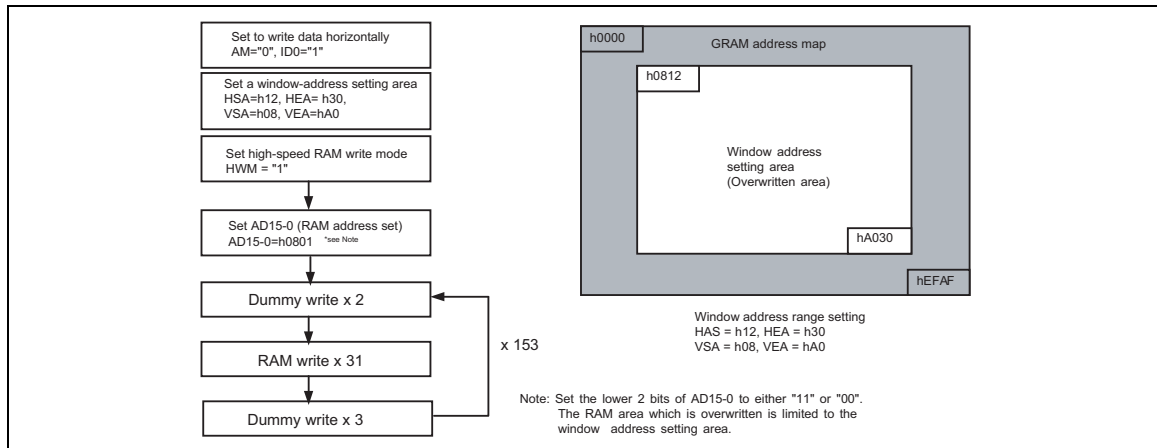 Set to write data horizontally
AM="0", ID0="1"
Set a window-address setting area
HSA=h12, HEA= h30,
VSA=h08, VEA=hA0
Set high-speed RAM write mode
HWM = "1"
Set AD15-0 (RAM address set)
AD15-0=h0801 *see Note
Dummy write x 2
RAM write x 31
Dummy write x 3
x 153
h0000
GRAM address map
h0812
Window address
setting area
(Overwritten area)
hA030
hEFAF
Window address range setting
HAS = h12, HEA = h30
VSA = h08, VEA = hA0
Note: Set the lower 2 bits of AD15-0 to either "11" or "00".
The RAM area which is overwritten is limited to the
window address setting area.